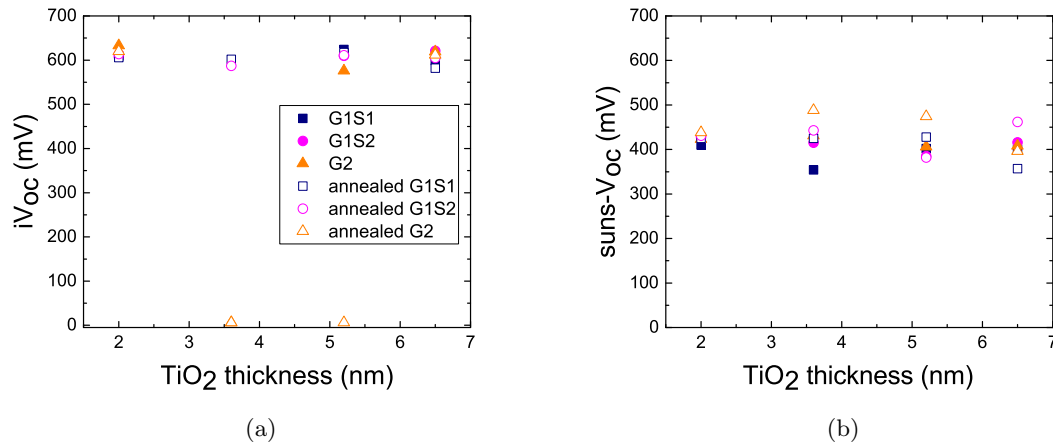 700
600
500
400
300
200
100
0
iVoc (mV)
G1S1
G1S2
G2
annealed G1S1
annealed G1S2
annealed G2
2 3 4 5 6 7
TiO2 thickness (nm)
(a)
700
600
500
400
300
200
100
0
suns-Voc (mV)
2 3 4 5 6 7
TiO2 thickness (nm)
(b)